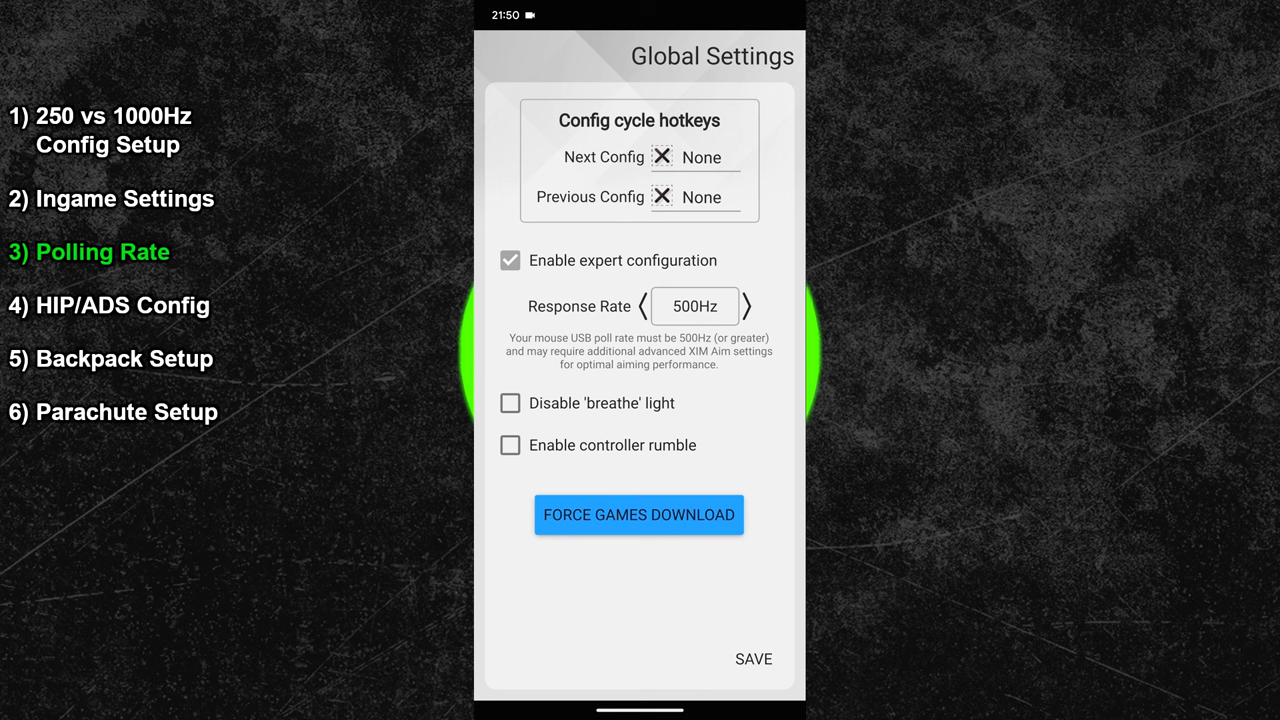 1) 250 vs 1000Hz
Config Setup
2) Ingame Settings
3) Polling Rate
4) HIP/ADS Config
5) Backpack Setup
6) Parachute Setup
21:50
Global Settings
Config cycle hotkeys
Next Config None
Previous Config None
Enable expert configuration
Response Rate 500Hz
Your mouse USB poll rate must be 500Hz (or greater)
and may require additional advanced XIM Aim settings
for optimal aiming performance.
Disable 'breathe' light
Enable controller rumble
FORCE GAMES DOWNLOAD
SAVE